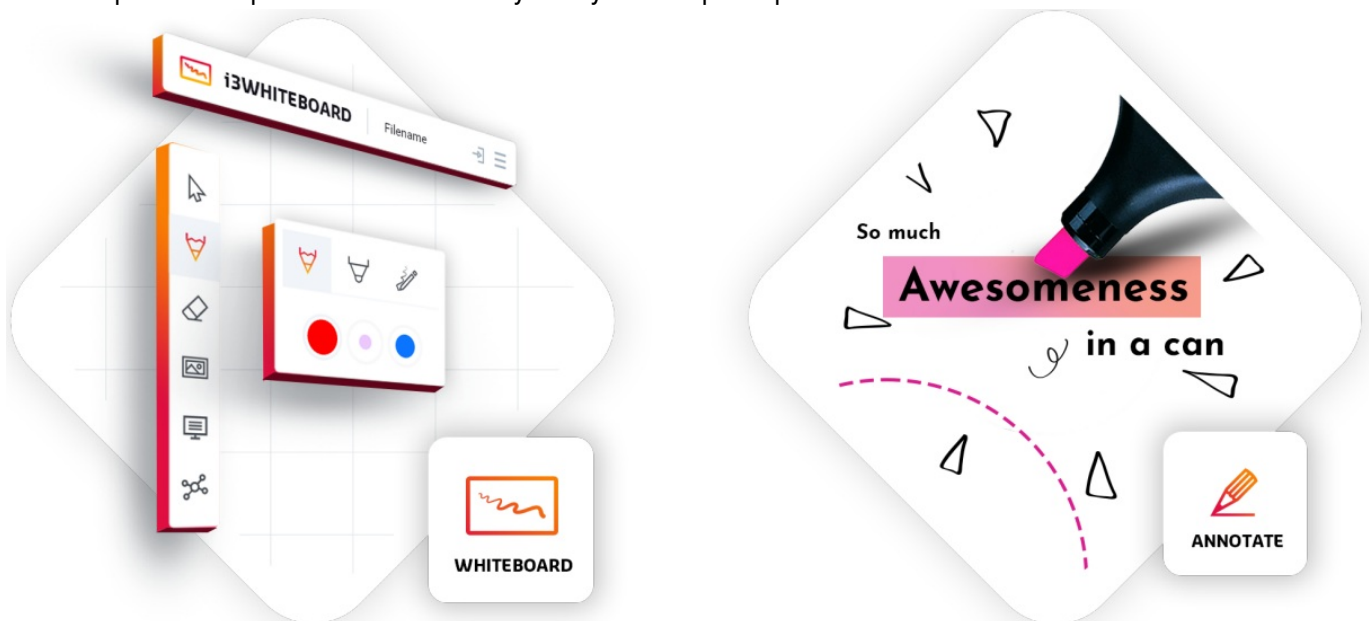 i3WHITEBOARD
Filename
WHITEBOARD
So much
Awesomeness
in a can
ANNOTATE